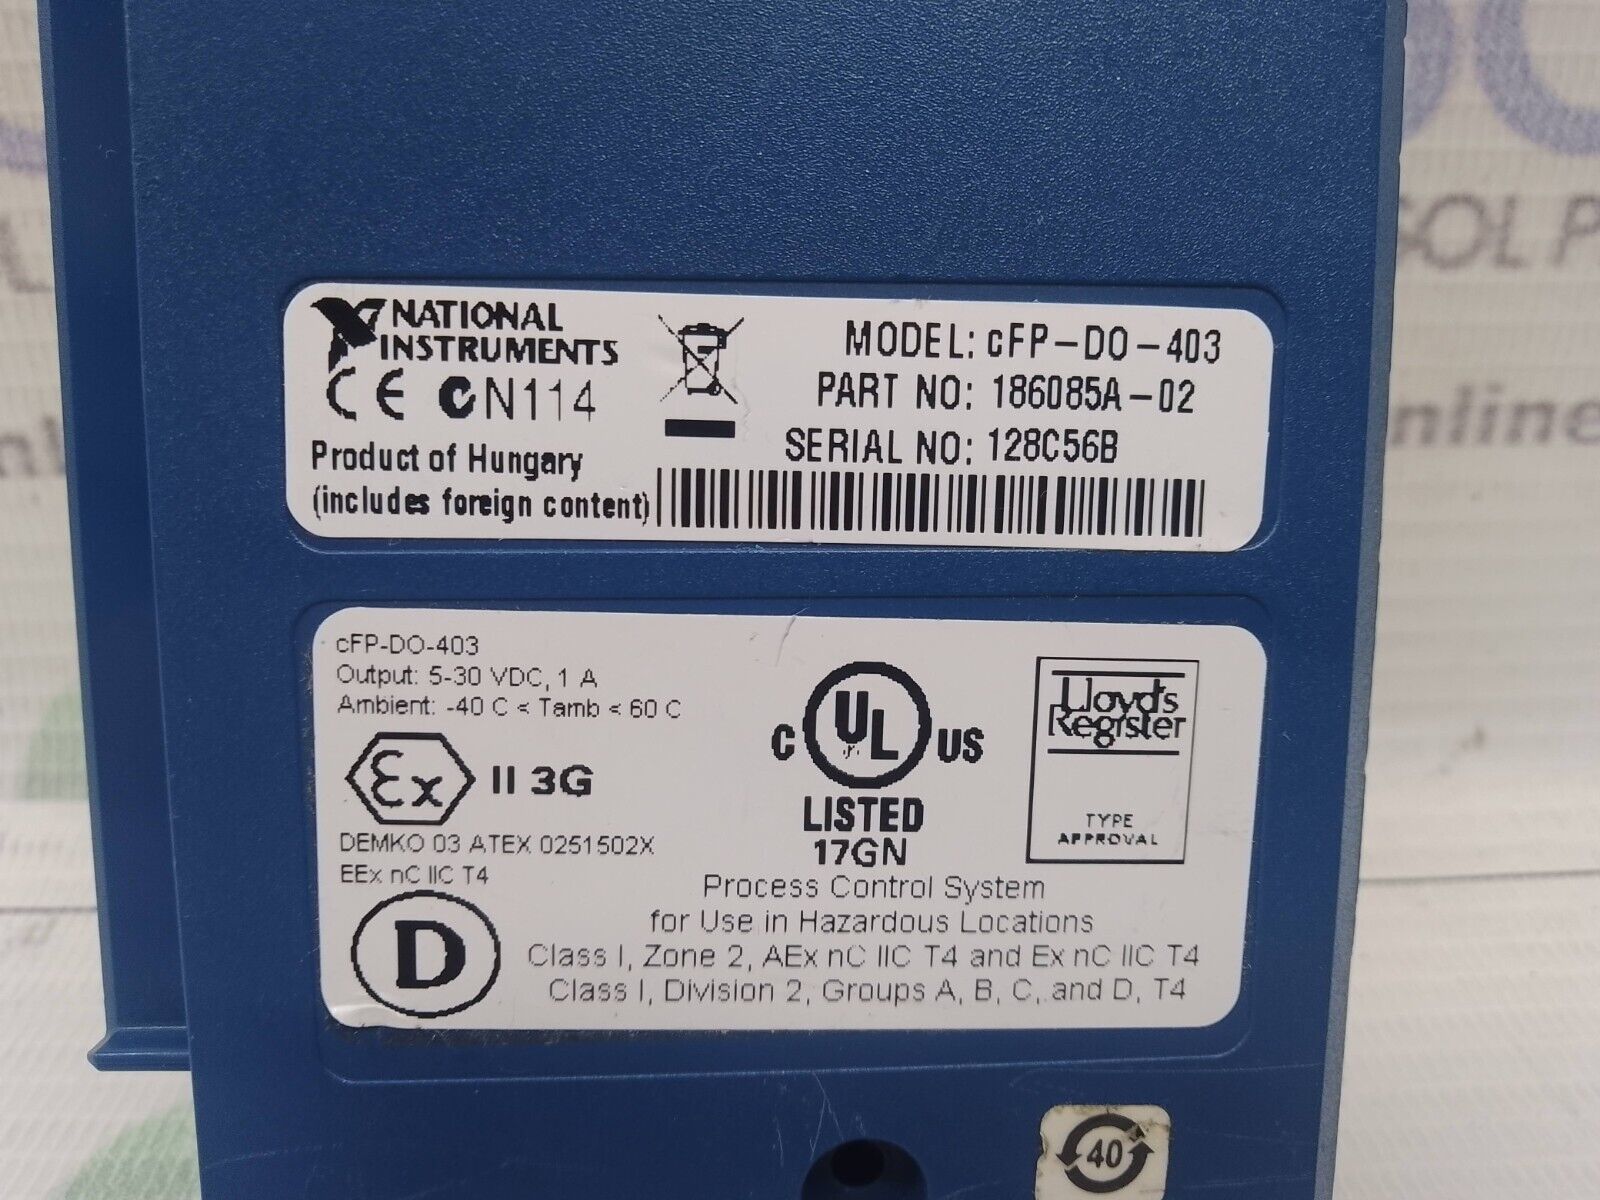 NATIONAL
INSTRUMENTS
CE N114
Product of Hungary
(includes foreign content)
MODEL: cFP-DO-403
PART NO: 186085A-02
SERIAL NO: 128C56B
cFP-DO-403
Output: 5-30 VDC, 1 A
Ambient: -40 C < Tamb < 60 C
Ex II 3G
DEMKO 03 ATEX 0251502X
EEx nC IIC T4
D
C UL US
LISTED
17GN
Lloyd's
Register
TYPE
APPROVAL
Process Control System
for Use in Hazardous Locations
Class I, Zone 2, AEx nC IIC T4 and Ex nC IIC T4
Class I, Division 2, Groups A, B, C, and D, T4
40